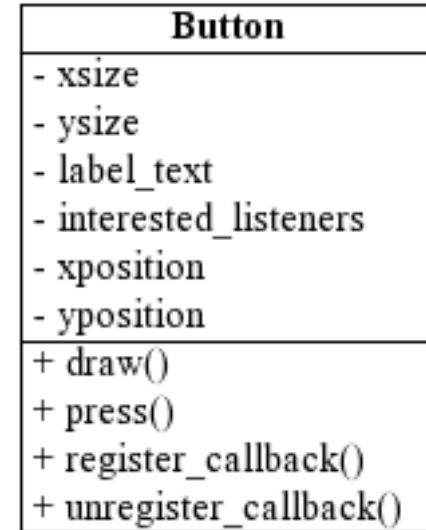 Button
- xsize
- ysize
- label_text
- interested_listeners
- xposition
- yposition
+ draw()
+ press()
+ register_callback()
+ unregister_callback()